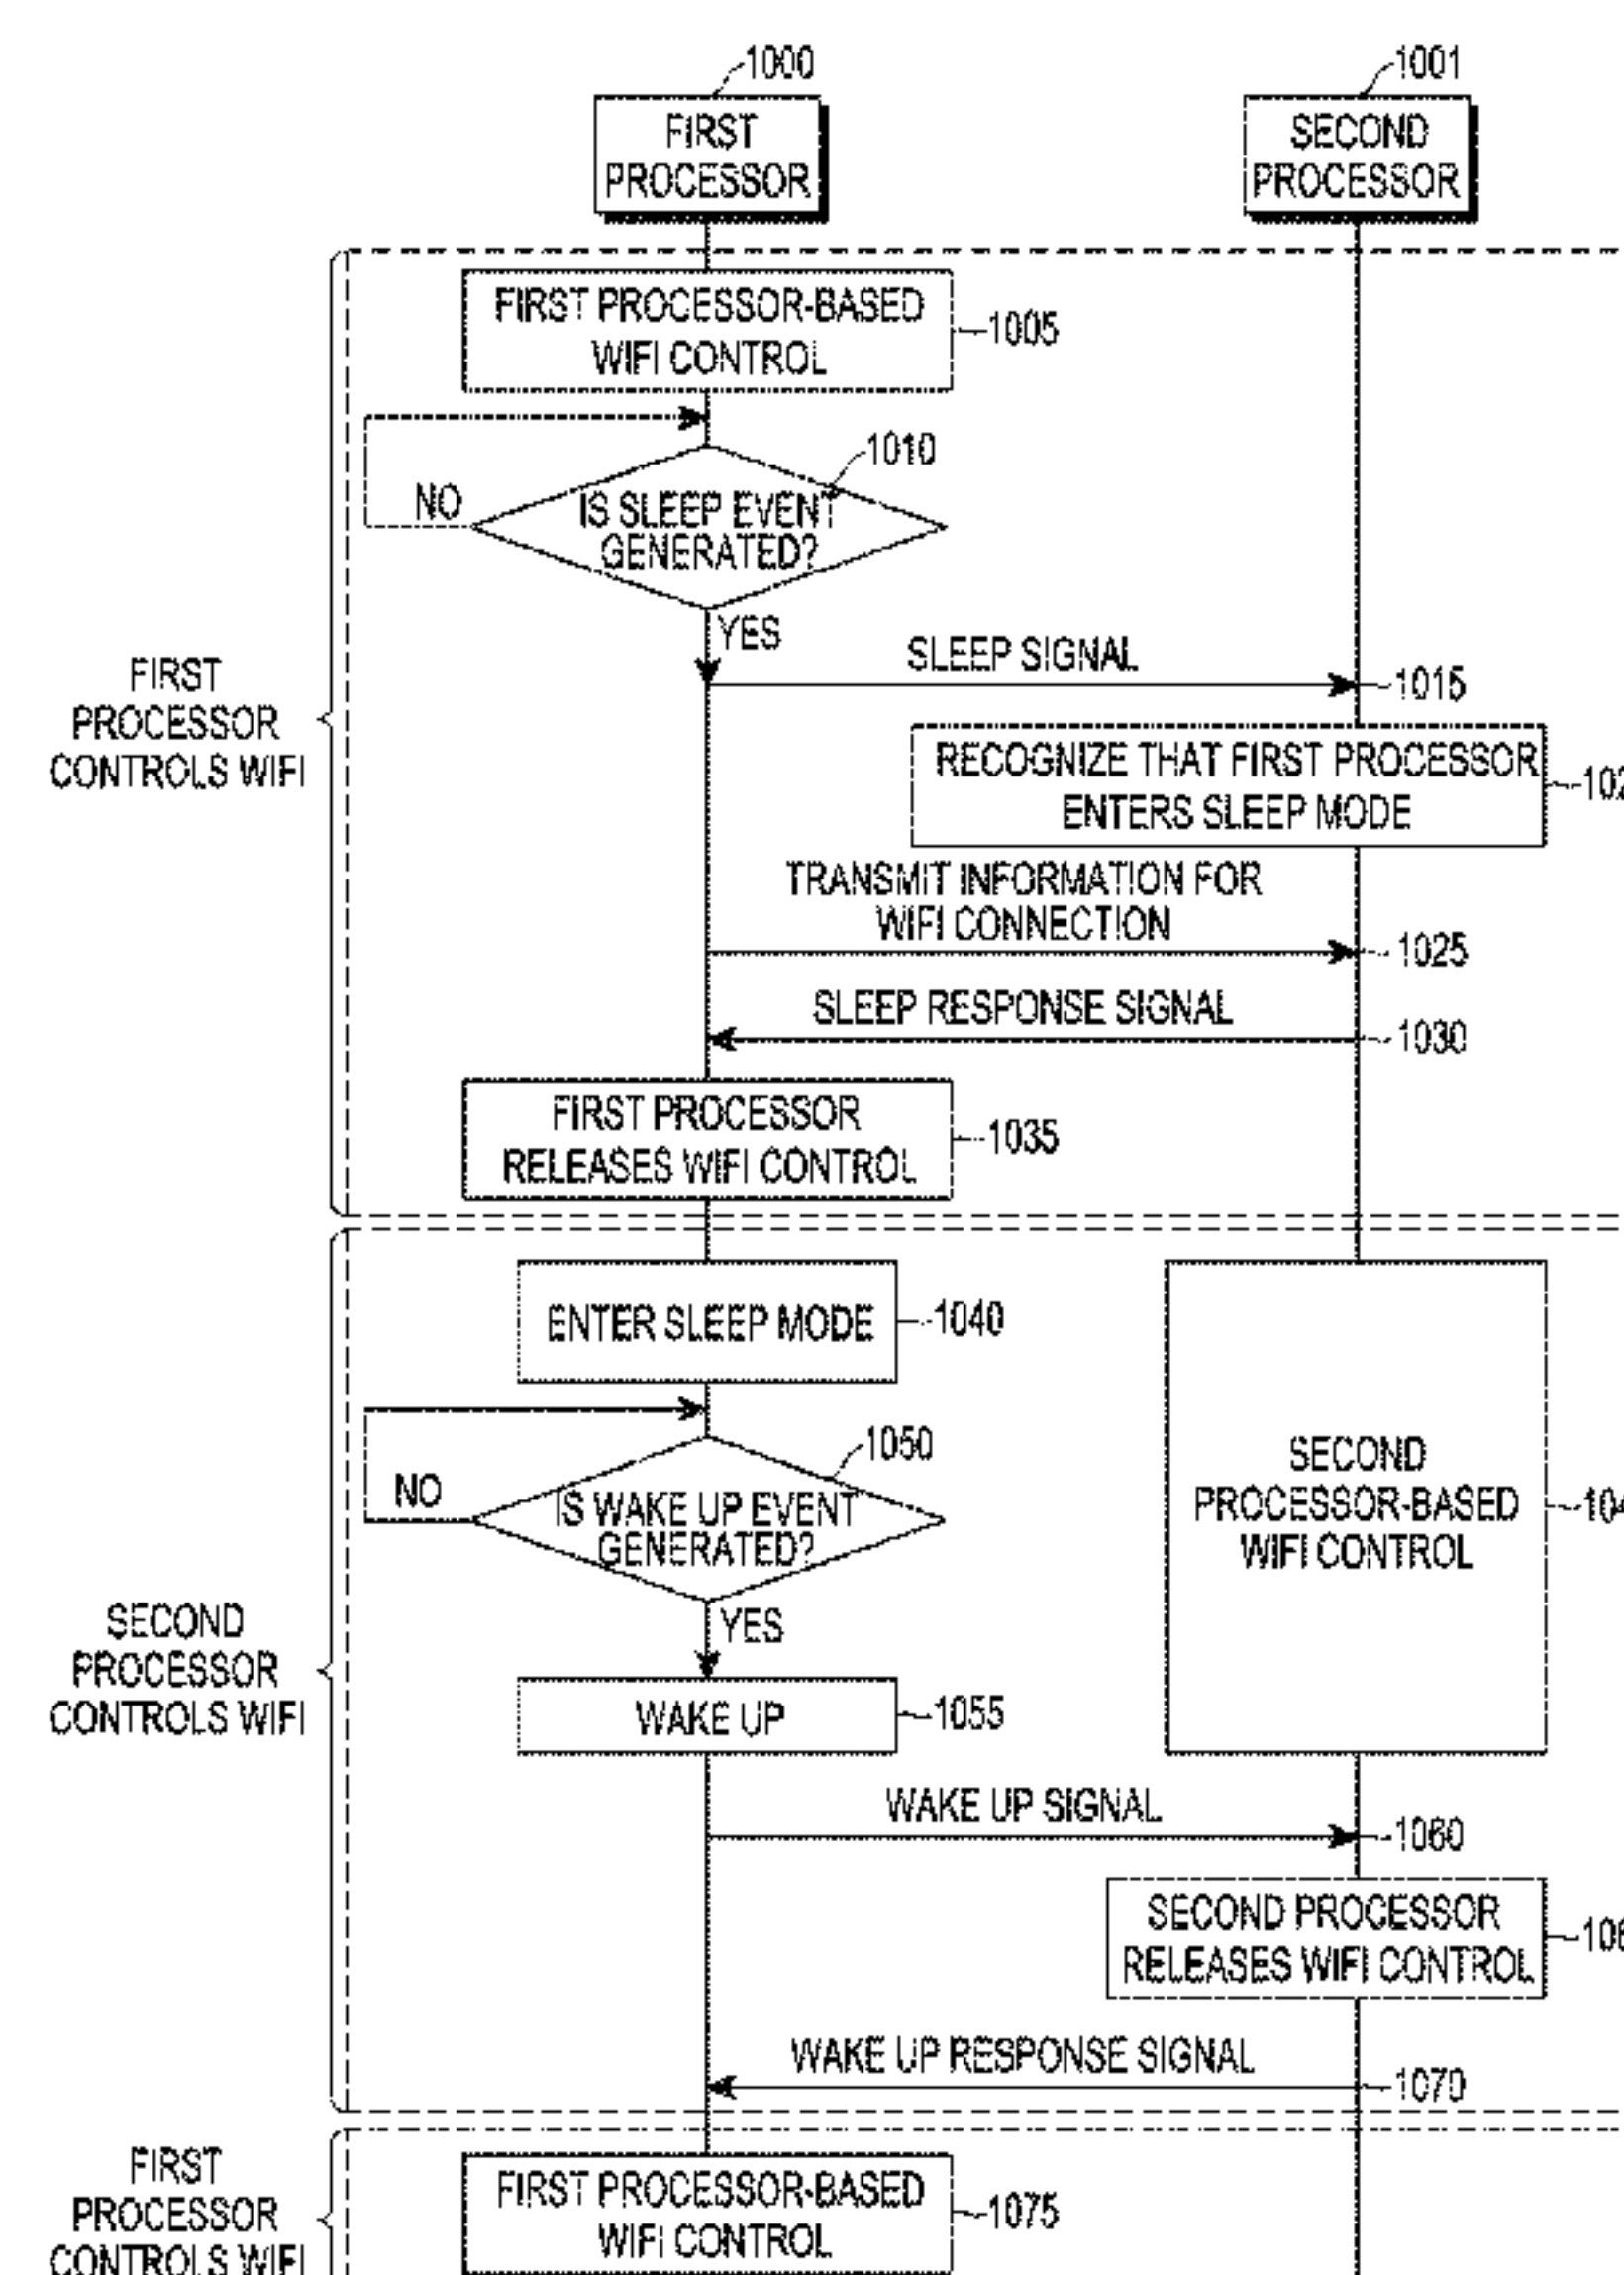 1000
1001
FIRST
PROCESSOR
SECOND
PROCESSOR
FIRST PROCESSOR-BASED
WIFI CONTROL
1005
1010
NO
IS SLEEP EVENT
GENERATED?
YES
SLEEP SIGNAL
1015
FIRST
PROCESSOR
CONTROLS WIFI
RECOGNIZE THAT FIRST PROCESSOR
ENTERS SLEEP MODE
TRANSMIT INFORMATION FOR
WIFI CONNECTION
1025
SLEEP RESPONSE SIGNAL
1030
FIRST PROCESSOR
RELEASES WIFI CONTROL
1035
ENTER SLEEP MODE
1040
1050
NO
IS WAKE UP EVENT
GENERATED?
YES
SECOND
PROCESSOR-BASED
WIFI CONTROL
SECOND
PROCESSOR
CONTROLS WIFI
WAKE UP
1055
WAKE UP SIGNAL
1060
SECOND PROCESSOR
RELEASES WIFI CONTROL
WAKE UP RESPONSE SIGNAL
1070
FIRST
PROCESSOR
CONTROLS WIFI
FIRST PROCESSOR-BASED
WIFI CONTROL
1075